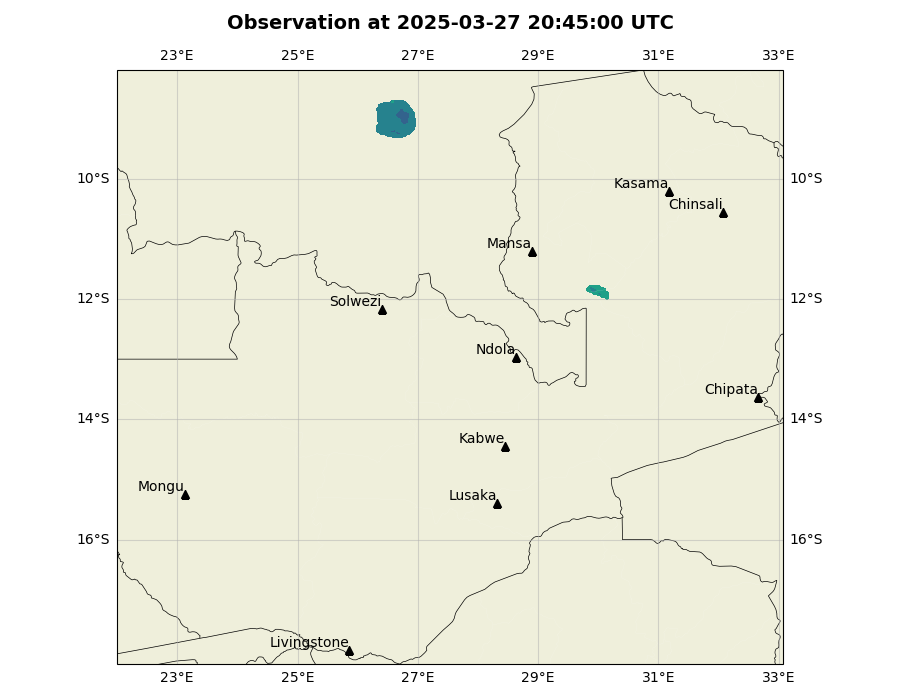 Observation at 2025-03-27 20:45:00 UTC
23°E 25°E 27°E 29°E 31°E 33°E
10°S 10°S
Kasama
Chinsali
Mansa
12°S 12°S
Solwezi
Ndola
Chipata
14°S 14°S
Kabwe
Mongu
Lusaka
16°S 16°S
Livingstone
23°E 25°E 27°E 29°E 31°E 33°E